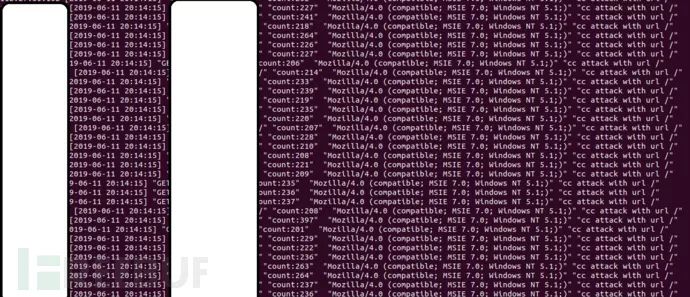 [2019-06-11 20:14:15] "count:227" "Mozilla/4.0 (compatible; MSIE 7.0; Windows NT 5.1;)" "cc attack with url /"
[2019-06-11 20:14:15] "count:241" "Mozilla/4.0 (compatible; MSIE 7.0; Windows NT 5.1;)" "cc attack with url /"
[2019-06-11 20:14:15] "count:218" "Mozilla/4.0 (compatible; MSIE 7.0; Windows NT 5.1;)" "cc attack with url /"
[2019-06-11 20:14:15] count:264" "Mozilla/4.0 (compatible; MSIE 7.0; Windows NT 5.1;)" "cc attack with url /"
[2019-06-11 20:14:15] count:226" "Mozilla/4.0 (compatible; MSIE 7.0; Windows NT 5.1;)" "cc attack with url /"
[2019-06-11 20:14:15] count:227" "Mozilla/4.0 (compatible; MSIE 7.0; Windows NT 5.1;)" "cc attack with url /"
9-06-11 20:14:15] "GE count:206" "Mozilla/4.0 (compatible; MSIE 7.0; Windows NT 5.1;)" "cc attack with url /"
[2019-06-11 20:14:15] /" "count:214" "Mozilla/4.0 (compatible; MSIE 7.0; Windows NT 5.1;)" "cc attack with url /"
[2019-06-11 20:14:15] "count:233" "Mozilla/4.0 (compatible; MSIE 7.0; Windows NT 5.1;)" "cc attack with url /"
[2019-06-11 20:14:15] "count:239" "Mozilla/4.0 (compatible; MSIE 7.0; Windows NT 5.1;)" "cc attack with url /"
[2019-06-11 20:14:15] "count:219" "Mozilla/4.0 (compatible; MSIE 7.0; Windows NT 5.1;)" "cc attack with url /"
[2019-06-11 20:14:15] "count:235" "Mozilla/4.0 (compatible; MSIE 7.0; Windows NT 5.1;)" "cc attack with url /"
[2019-06-11 20:14:15] "count:220" "Mozilla/4.0 (compatible; MSIE 7.0; Windows NT 5.1;)" "cc attack with url /"
[2019-06-11 20:14:15] "count:207" "Mozilla/4.0 (compatible; MSIE 7.0; Windows NT 5.1;)" "cc attack with url /"
[2019-06-11 20:14:15] "count:228" "Mozilla/4.0 (compatible; MSIE 7.0; Windows NT 5.1;)" "cc attack with url /"
[2019-06-11 20:14:15] "count:210" "Mozilla/4.0 (compatible; MSIE 7.0; Windows NT 5.1;)" "cc attack with url /"
[2019-06-11 20:14:15] "count:208" "Mozilla/4.0 (compatible; MSIE 7.0; Windows NT 5.1;)" "cc attack with url /"
[2019-06-11 20:14:15] "count:221" "Mozilla/4.0 (compatible; MSIE 7.0; Windows NT 5.1;)" "cc attack with url /"
[2019-06-11 20:14:15] "count:209" "Mozilla/4.0 (compatible; MSIE 7.0; Windows NT 5.1;)" "cc attack with url /"
9-06-11 20:14:15] "GET ount:235" "Mozilla/4.0 (compatible; MSIE 7.0; Windows NT 5.1;)" "cc attack with url /"
9-06-11 20:14:15] "GET ount:236" "Mozilla/4.0 (compatible; MSIE 7.0; Windows NT 5.1;)" "cc attack with url /"
9-06-11 20:14:15] "GET ount:237" "Mozilla/4.0 (compatible; MSIE 7.0; Windows NT 5.1;)" "cc attack with url /"
[2019-06-11 20:14:15] "count:208" "Mozilla/4.0 (compatible; MSIE 7.0; Windows NT 5.1;)" "cc attack with url /"
[2019-06-11 20:14:15] "count:397" "Mozilla/4.0 (compatible; MSIE 7.0; Windows NT 5.1;)" "cc attack with url /"
9-06-11 20:14:15] "G count:201" "Mozilla/4.0 (compatible; MSIE 7.0; Windows NT 5.1;)" "cc attack with url /"
[2019-06-11 20:14:15] "count:229" "Mozilla/4.0 (compatible; MSIE 7.0; Windows NT 5.1;)" "cc attack with url /"
[2019-06-11 20:14:15] "count:222" "Mozilla/4.0 (compatible; MSIE 7.0; Windows NT 5.1;)" "cc attack with url /"
[2019-06-11 20:14:15] "count:236" "Mozilla/4.0 (compatible; MSIE 7.0; Windows NT 5.1;)" "cc attack with url /"
[2019-06-11 20:14:15] "count:263" "Mozilla/4.0 (compatible; MSIE 7.0; Windows NT 5.1;)" "cc attack with url /"
[2019-06-11 20:14:15] "count:264" "Mozilla/4.0 (compatible; MSIE 7.0; Windows NT 5.1;)" "cc attack with url /"
[2019-06-11 20:14:15] "count:237" "Mozilla/4.0 (compatible; MSIE 7.0; Windows NT 5.1;)" "cc attack with url /"
[2019-06-11 20:14:15] "count:236" "Mozilla/4.0 (compatible; MSIE 7.0; Windows NT 5.1;)" "cc attack with url /"